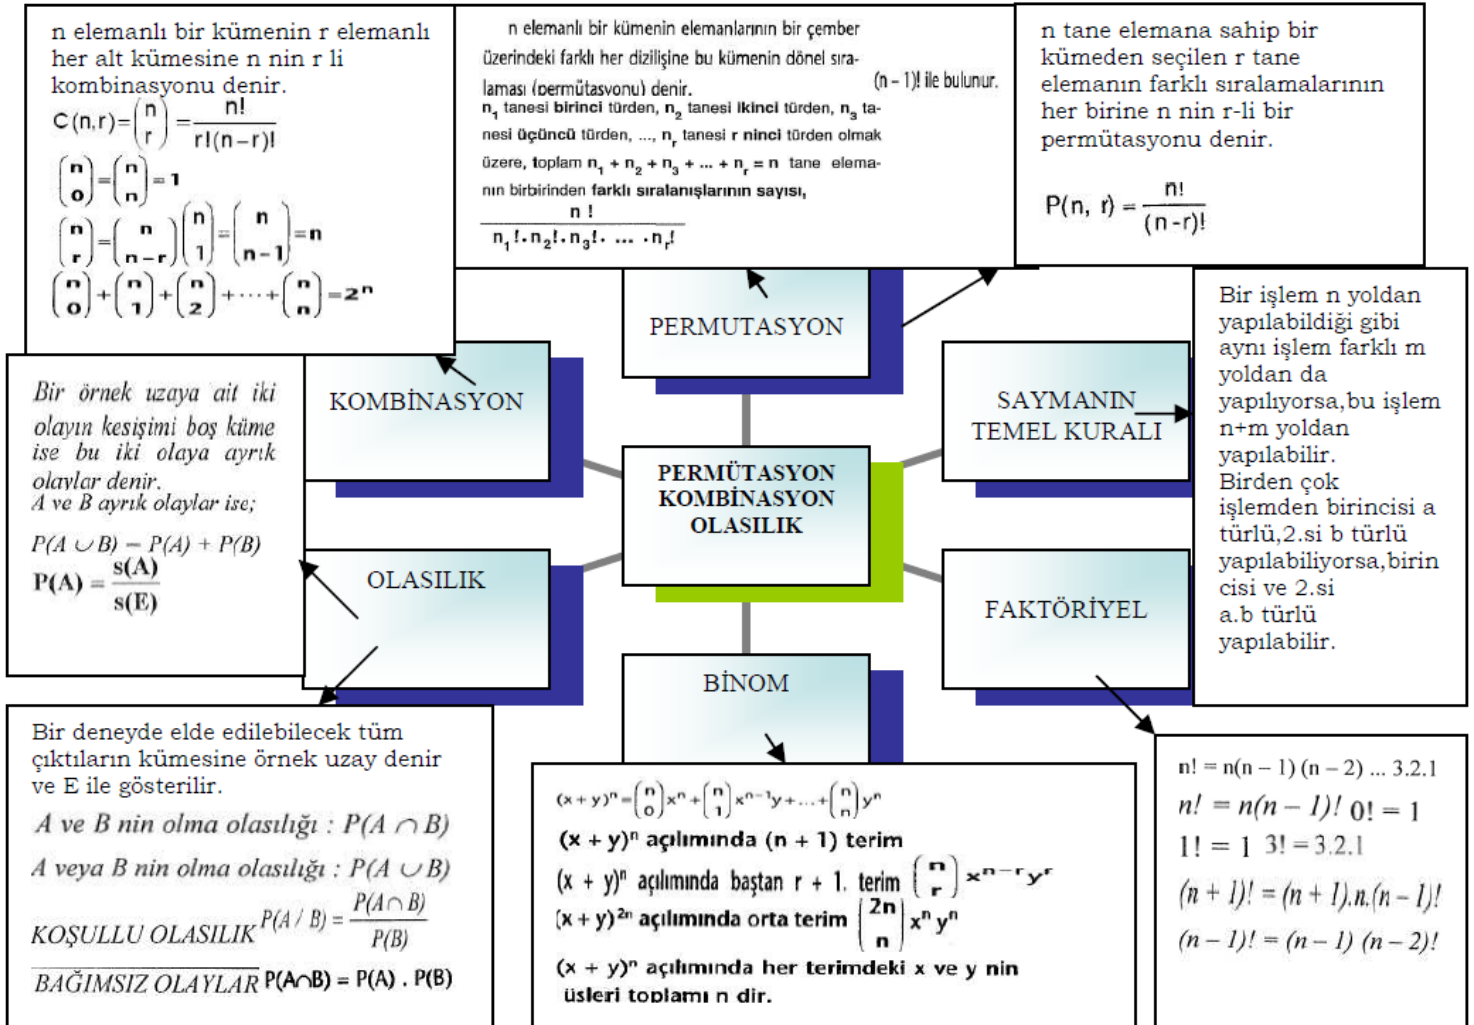 n elemanlı bir kümenin r elemanlı
her alt kümesine n nin r li
kombinasyonu denir.
C(n,r)=(n r)=n!/r!(n-r)!
(n 0)=(n n)=1
(n r)=(n n-r) (n 1)=(n n-1)=n
(n 0)+(n 1)+(n 2)+⋯+(n n)=2ⁿ
n elemanlı bir kümenin elemanlarının bir çember
üzerindeki farklı her dizilişine bu kümenin dönel sıra-
laması (permütasyonu) denir. (n – 1)! ile bulunur.
n₁ tanesi birinci türden, n₂ tanesi ikinci türden, n₃ ta-
nesi üçüncü türden, ..., nᵣ tanesi r ninci türden olmak
üzere, toplam n₁ + n₂ + n₃ + ... + nᵣ = n tane elema-
nın birbirinden farklı sıralanışlarının sayısı,
n !
n₁!.n₂!.n₃!. ... .nᵣ!
n tane elemana sahip bir
kümeden seçilen r tane
elemanın farklı sıralamalarının
her birine n nin r-li bir
permütasyonu denir.
P(n, r) = n!/(n-r)!
PERMUTASYON
KOMBİNASYON
SAYMANIN
TEMEL KURALI
Bir işlem n yoldan
yapılabildiği gibi
aynı işlem farklı m
yoldan da
yapılıyorsa,bu işlem
n+m yoldan
yapılabilir.
Birden çok
işlemden birincisi a
türlü,2.si b türlü
yapılabiliyorsa,birin
cisi ve 2.si
a.b türlü
yapılabilir.
Bir örnek uzaya ait iki
olayın kesişimi boş küme
ise bu iki olaya ayrık
olaylar denir.
A ve B ayrık olaylar ise;
P(A ∪ B) = P(A) + P(B)
P(A) = s(A)/s(E)
PERMÜTASYON
KOMBİNASYON
OLASILIK
OLASILIK
FAKTÖRİYEL
BİNOM
Bir deneyde elde edilebilecek tüm
çıktıların kümesine örnek uzay denir
ve E ile gösterilir.
A ve B nin olma olasılığı : P(A ∩ B)
A veya B nin olma olasılığı : P(A ∪ B)
KOŞULLU OLASILIK P(A / B) = P(A∩B)/P(B)
BAĞIMSIZ OLAYLAR P(A∩B) = P(A) . P(B)
(x + y)ⁿ = (n 0)xⁿ + (n 1)xⁿ⁻¹y + ... + (n n)yⁿ
(x + y)ⁿ açılımında (n + 1) terim
(x + y)ⁿ açılımında baştan r + 1. terim (n r) xⁿ⁻ʳyʳ
(x + y)²ⁿ açılımında orta terim (2n n) xⁿyⁿ
(x + y)ⁿ açılımında her terimdeki x ve y nin
üsleri toplamı n dir.
n! = n(n – 1) (n – 2) ... 3.2.1
n! = n(n – 1)! 0! = 1
1! = 1 3! = 3.2.1
(n + 1)! = (n + 1).n.(n – 1)!
(n – 1)! = (n – 1) (n – 2)!